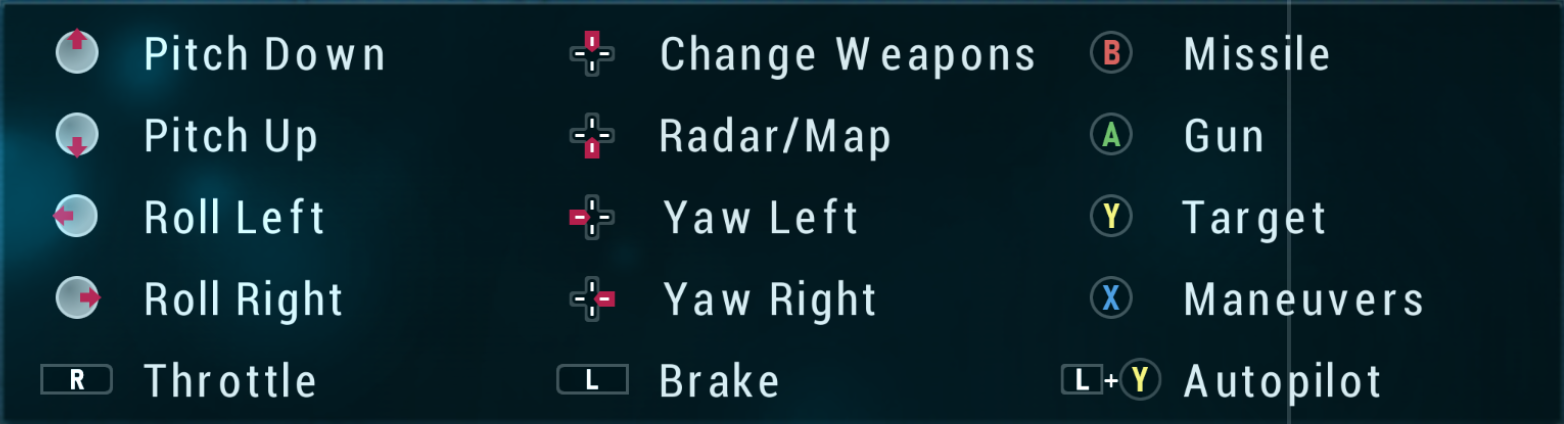 Pitch Down Change Weapons B Missile
Pitch Up Radar/Map A Gun
Roll Left Yaw Left Y Target
Roll Right Yaw Right X Maneuvers
R Throttle L Brake L+Y Autopilot